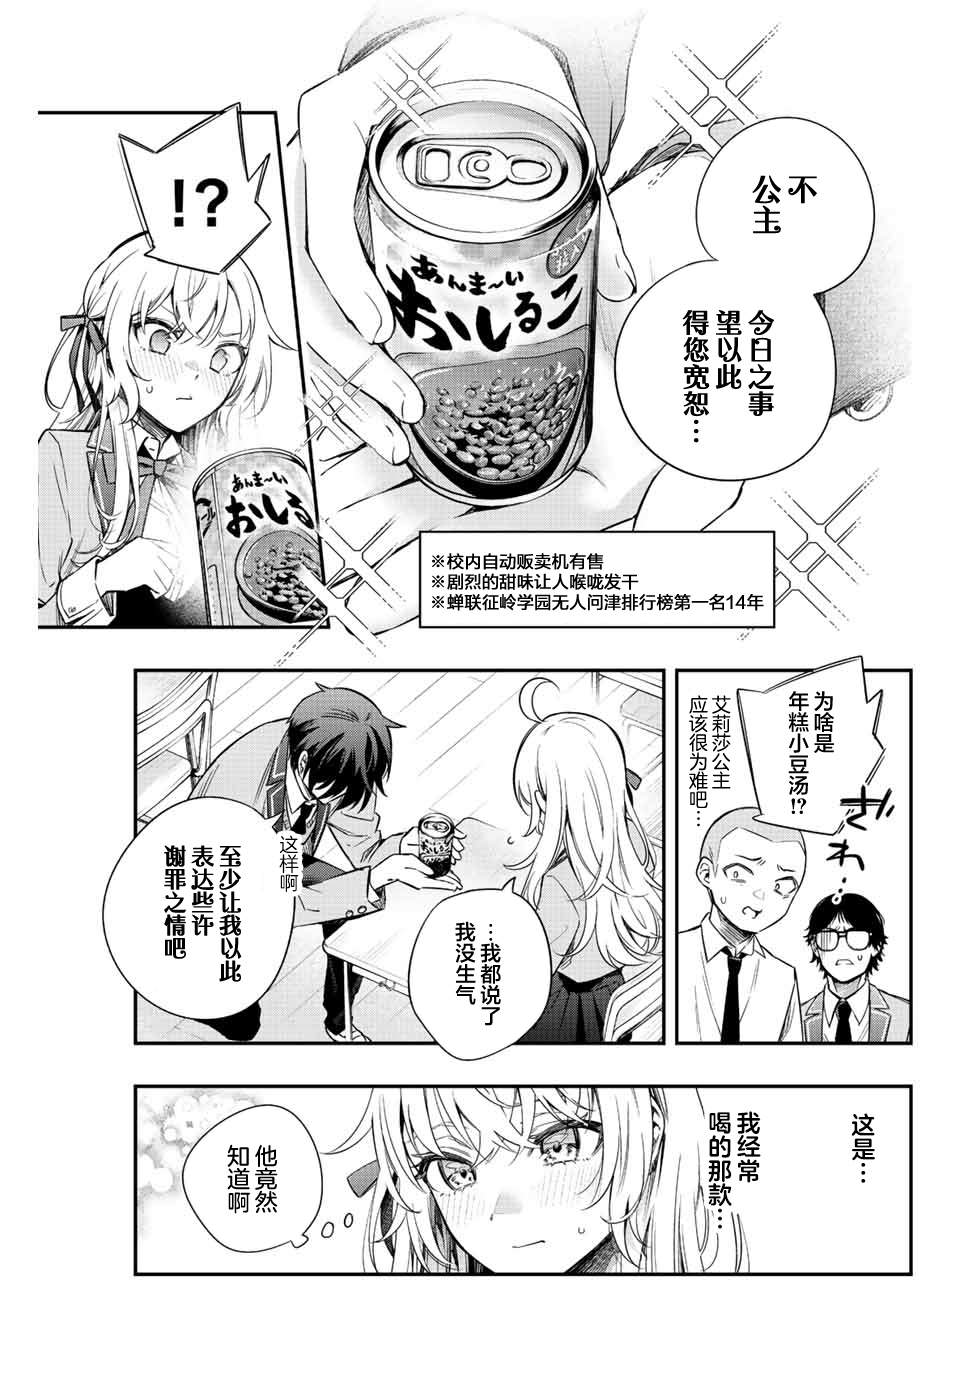 不
公主
今日之事
望以此
得您宽恕…
あんま〜い
おしるこ
※校内自动贩卖机有售
※剧烈的甜味让人喉咙发干
※蝉联征岭学园无人问津排行榜第一名14年
!?
あんま〜い
おしるこ
为啥是
年糕小豆汤!?
艾莉莎公主
应该很为难吧…
ざわ…
…我都说了
我没生气
おしるこ
这样啊
至少让我以此
表达些许
谢罪之情吧
这是…
我经常
喝的那款…
他竟然
知道啊